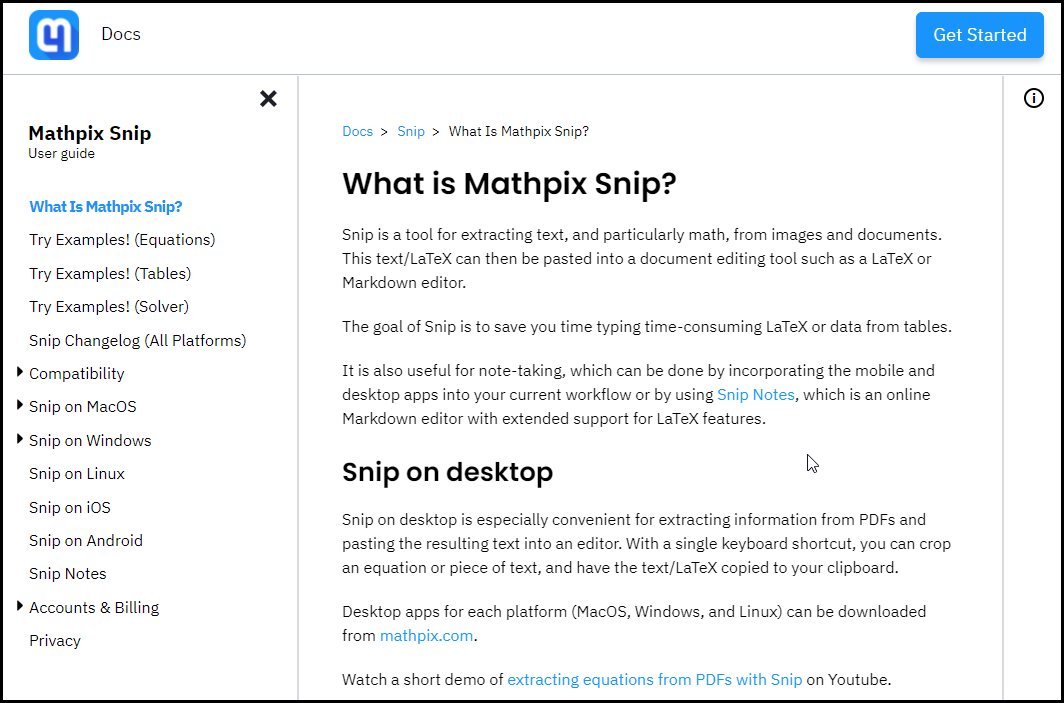 Docs
Get Started
Mathpix Snip
User guide
What Is Mathpix Snip?
Try Examples! (Equations)
Try Examples! (Tables)
Try Examples! (Solver)
Snip Changelog (All Platforms)
Compatibility
Snip on MacOS
Snip on Windows
Snip on Linux
Snip on iOS
Snip on Android
Snip Notes
Accounts & Billing
Privacy
Docs > Snip > What Is Mathpix Snip?
What is Mathpix Snip?
Snip is a tool for extracting text, and particularly math, from images and documents.
This text/LaTeX can then be pasted into a document editing tool such as a LaTeX or
Markdown editor.
The goal of Snip is to save you time typing time-consuming LaTeX or data from tables.
It is also useful for note-taking, which can be done by incorporating the mobile and
desktop apps into your current workflow or by using Snip Notes, which is an online
Markdown editor with extended support for LaTeX features.
Snip on desktop
Snip on desktop is especially convenient for extracting information from PDFs and
pasting the resulting text into an editor. With a single keyboard shortcut, you can crop
an equation or piece of text, and have the text/LaTeX copied to your clipboard.
Desktop apps for each platform (MacOS, Windows, and Linux) can be downloaded
from mathpix.com.
Watch a short demo of extracting equations from PDFs with Snip on Youtube.